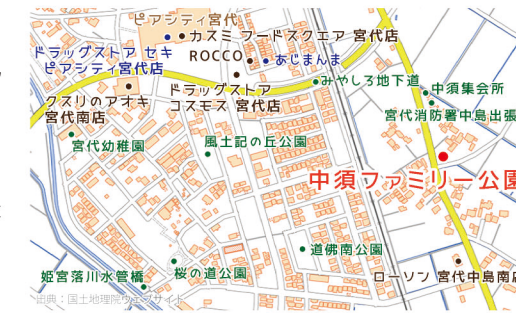 ピアシティ宮代
カスミ フードスクエア 宮代店
ドラッグストア セキ
ピアシティ宮代店
ROCCO
あじまんま
みやしろ地下道
中須集会所
クスリのアオキ
宮代南店
ドラッグストア
コスモス 宮代店
宮代消防署中島出張
宮代幼稚園
風土記の丘公園
中須ファミリー公園
道佛南公園
姫宮落川水管橋
桜の道公園
ローソン 宮代中島南店
出典：国土地理院ウェブサイト